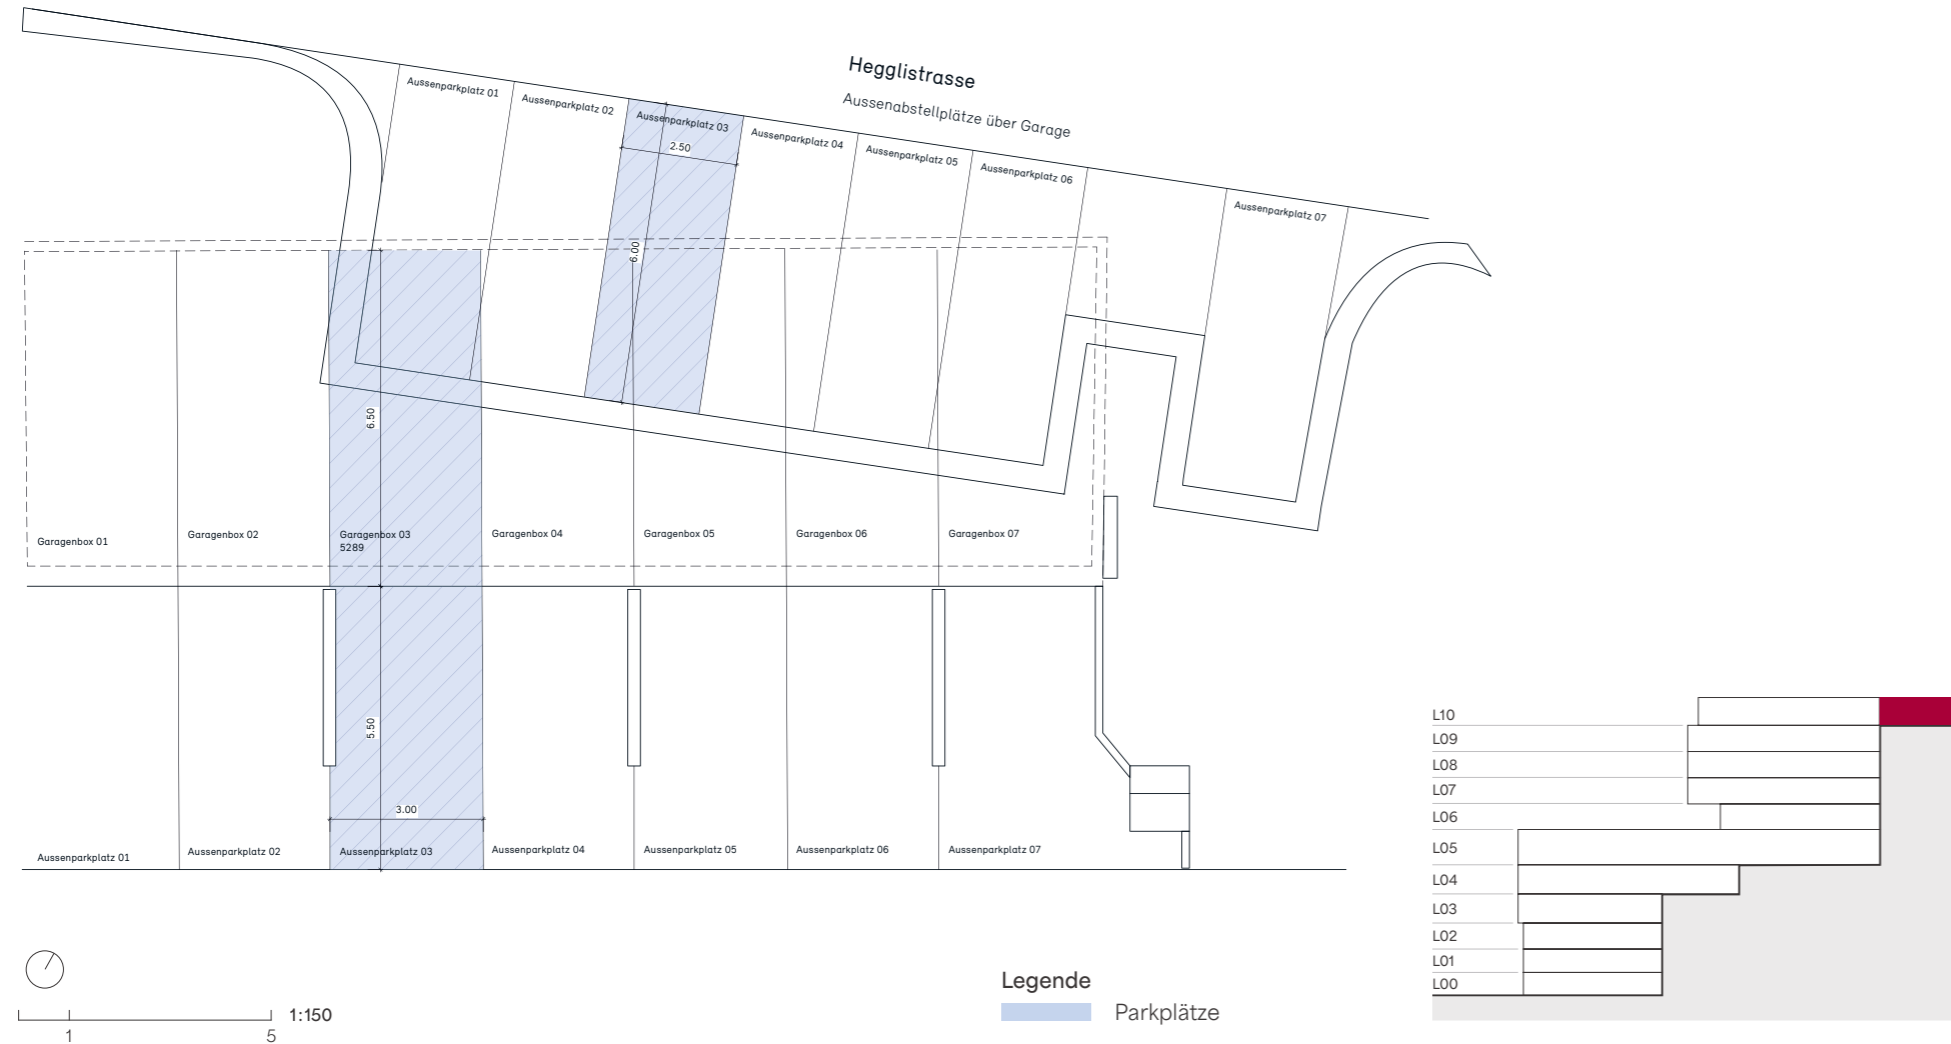 Hegglistrasse
Aussenabstellplätze über Garage
Aussenparkplatz 01
Aussenparkplatz 02
Aussenparkplatz 03
Aussenparkplatz 04
Aussenparkplatz 05
Aussenparkplatz 06
Aussenparkplatz 07
2.50
6.00
6.50
Garagenbox 01
Garagenbox 02
Garagenbox 03
5289
Garagenbox 04
Garagenbox 05
Garagenbox 06
Garagenbox 07
5.50
3.00
Aussenparkplatz 01
Aussenparkplatz 02
Aussenparkplatz 03
Aussenparkplatz 04
Aussenparkplatz 05
Aussenparkplatz 06
Aussenparkplatz 07
L10
L09
L08
L07
L06
L05
L04
L03
L02
L01
L00
1:150
1
5
Legende
Parkplätze